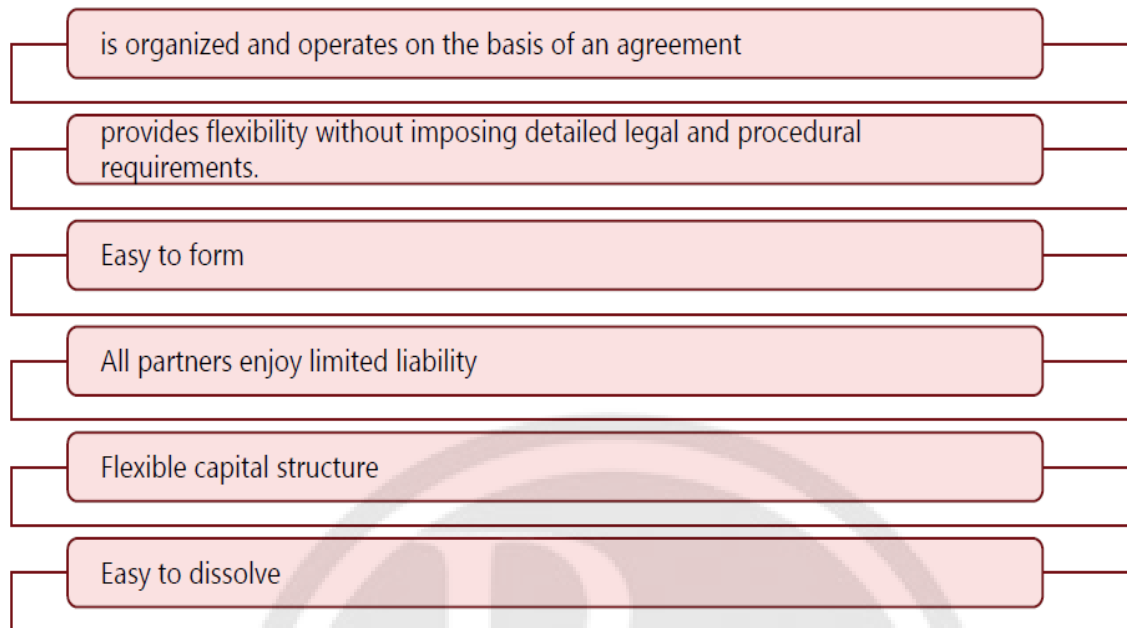 is organized and operates on the basis of an agreement
provides flexibility without imposing detailed legal and procedural
requirements.
Easy to form
All partners enjoy limited liability
Flexible capital structure
Easy to dissolve